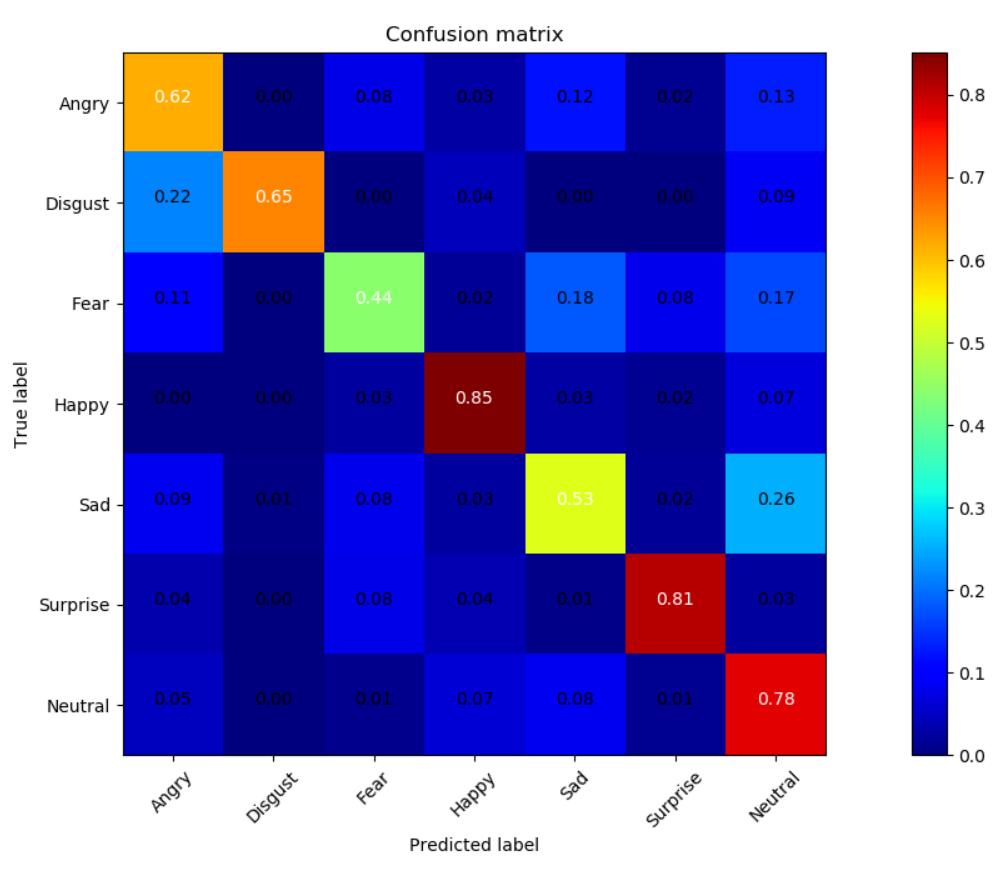 Confusion matrix
Angry 0.62 0.00 0.08 0.03 0.12 0.02 0.13
Disgust 0.22 0.65 0.00 0.04 0.00 0.00 0.09
Fear 0.11 0.00 0.44 0.02 0.18 0.08 0.17
Happy 0.00 0.00 0.03 0.85 0.03 0.02 0.07
Sad 0.09 0.01 0.08 0.03 0.53 0.02 0.26
Surprise 0.04 0.00 0.08 0.04 0.01 0.81 0.03
Neutral 0.05 0.00 0.01 0.07 0.08 0.01 0.78
True label
Angry Disgust Fear Happy Sad Surprise Neutral
Predicted label
0.8
0.7
0.6
0.5
0.4
0.3
0.2
0.1
0.0